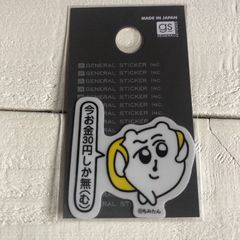 MADE IN JAPAN
gs
GENERAL STICKER INC.
GENERAL STICKER INC.
GENERAL STICKER INC.
今お金30円しか無(む)
©ちみたん